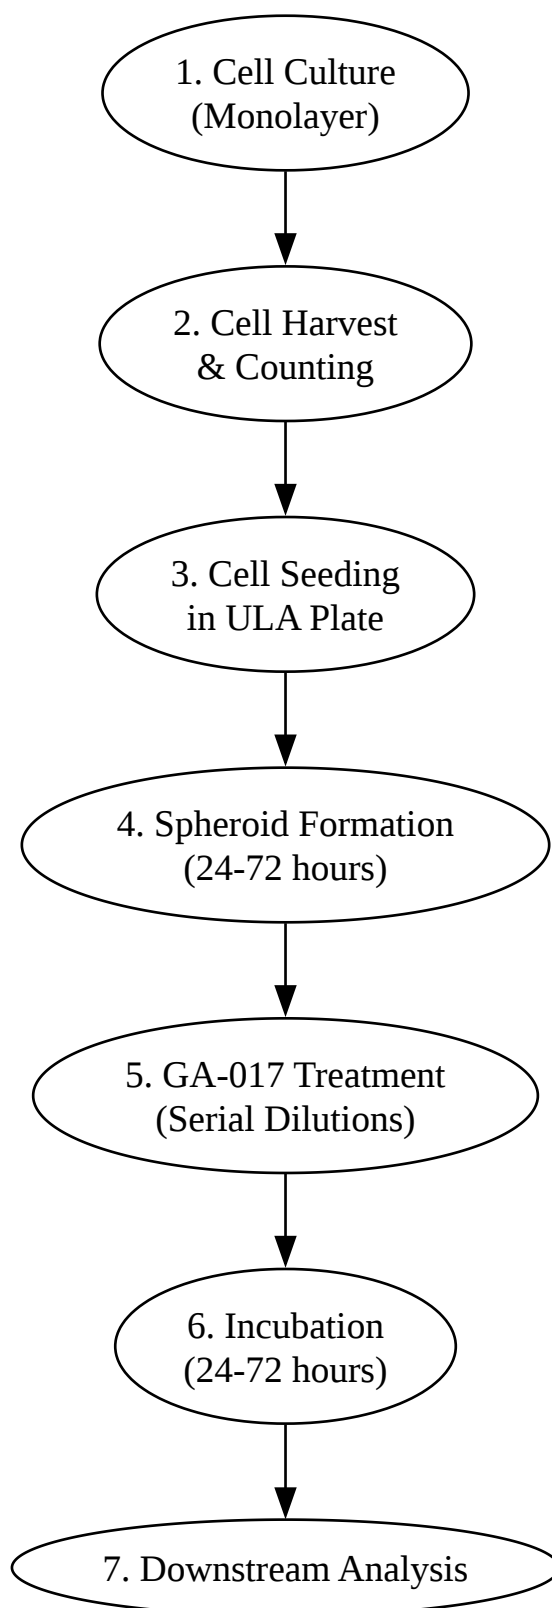 1. Cell Culture
(Monolayer)
2. Cell Harvest
& Counting
3. Cell Seeding
in ULA Plate
4. Spheroid Formation
(24-72 hours)
5. GA-017 Treatment
(Serial Dilutions)
6. Incubation
(24-72 hours)
7. Downstream Analysis